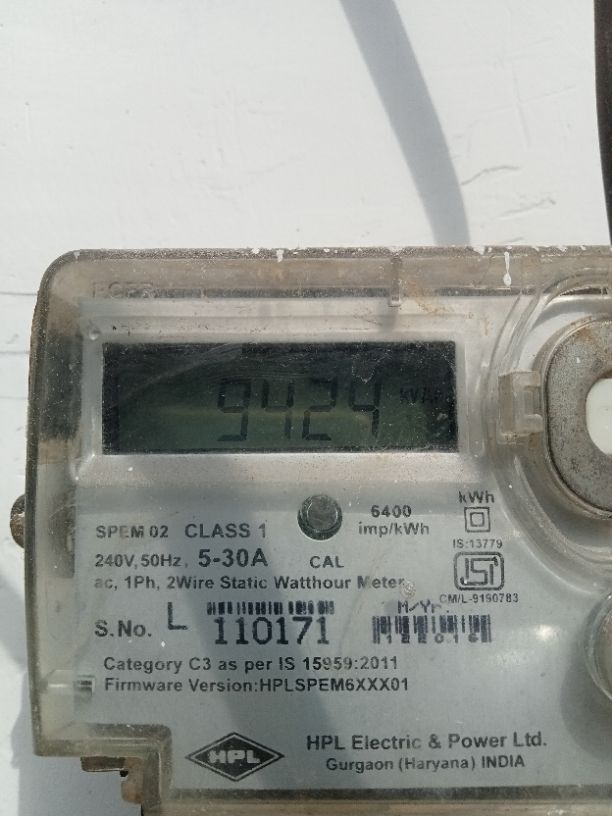 9424 kVAh
SPEM 02 CLASS 1
6400
imp/kWh
kWh
IS:13779
240V, 50Hz, 5-30A CAL
ac, 1Ph, 2Wire Static Watthour Meter
CM/L-9190783
S.No. L 110171
M/Yr.
Category C3 as per IS 15959:2011
Firmware Version:HPLSPEM6XXX01
HPL
HPL Electric & Power Ltd.
Gurgaon (Haryana) INDIA